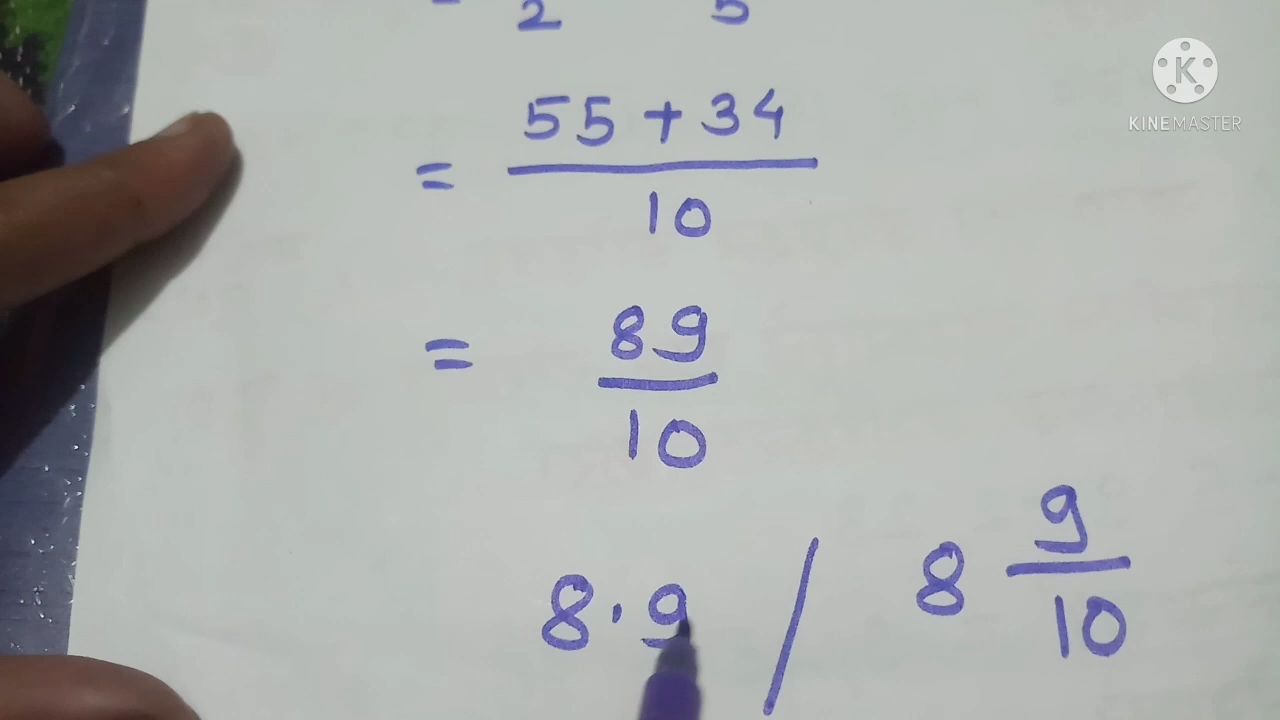 = 2 5
55 + 34
=
10
89
=
10
9
8.9 / 8
10
K
KINEMASTER